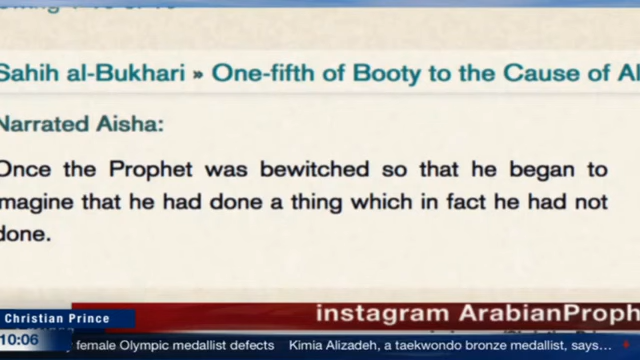 Sahih al-Bukhari » One-fifth of Booty to the Cause of Al
Narrated Aisha:
Once the Prophet was bewitched so that he began to
imagine that he had done a thing which in fact he had not
done.
Christian Prince
instagram ArabianProph
10:06
female Olympic medallist defects Kimia Alizadeh, a taekwondo bronze medallist, says...